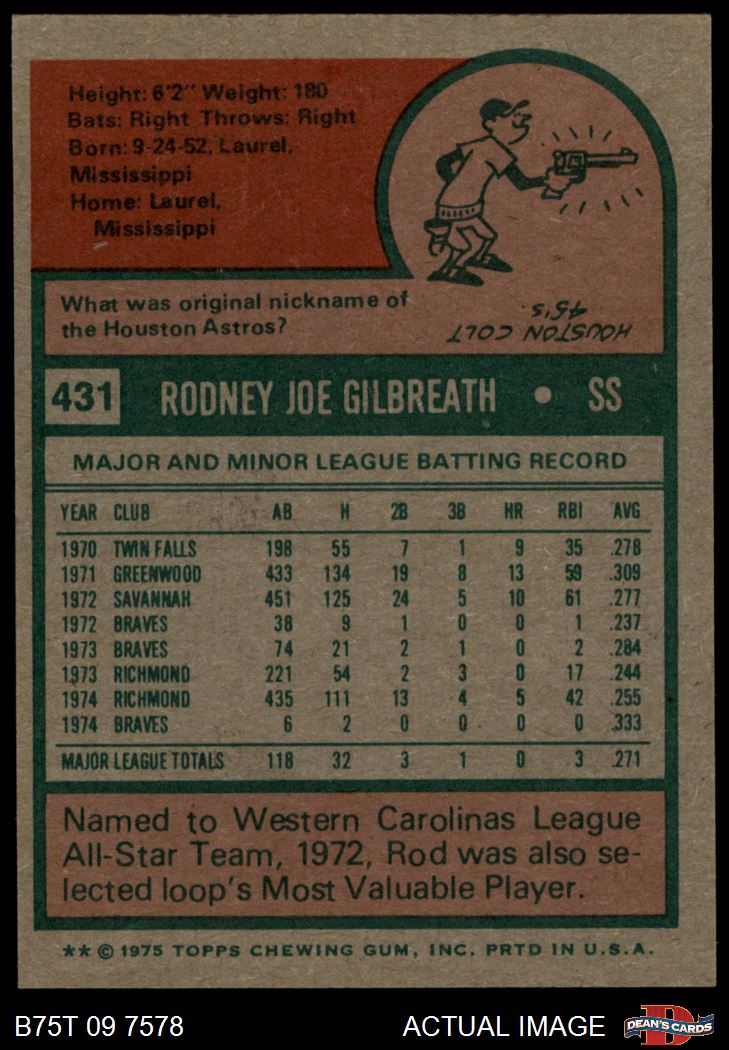 Height: 6'2" Weight: 180
Bats: Right Throws: Right
Born: 9-24-52, Laurel,
Mississippi
Home: Laurel,
Mississippi
What was original nickname of
the Houston Astros?
HOUSTON COLT
45's
431 RODNEY JOE GILBREATH • SS
MAJOR AND MINOR LEAGUE BATTING RECORD
YEAR CLUB AB H 2B 3B HR RBI AVG
1970 TWIN FALLS 198 55 7 1 9 35 .278
1971 GREENWOOD 433 134 19 8 13 59 .309
1972 SAVANNAH 451 125 24 5 10 61 .277
1972 BRAVES 38 9 1 0 0 1 .237
1973 BRAVES 74 21 2 1 0 2 .284
1973 RICHMOND 221 54 2 3 0 17 .244
1974 RICHMOND 435 111 13 4 5 42 .255
1974 BRAVES 6 2 0 0 0 0 .333
MAJOR LEAGUE TOTALS 118 32 3 1 0 3 .271
Named to Western Carolinas League
All-Star Team, 1972, Rod was also se-
lected loop's Most Valuable Player.
** © 1975 TOPPS CHEWING GUM, INC. PRTD IN U.S.A.
B75T 09 7578 ACTUAL IMAGE D DEAN'S CARDS